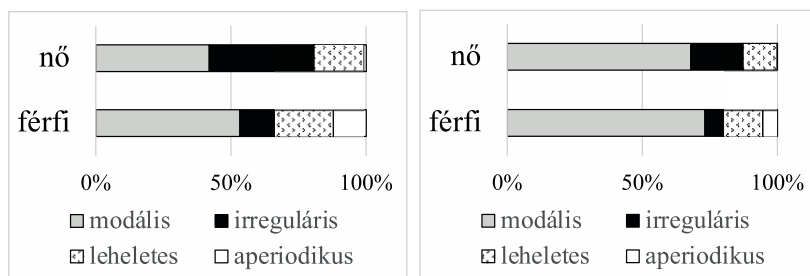 nő
férfi
0% 50% 100%
modális irreguláris
leheletes aperiodikus
nő
férfi
0% 50% 100%
modális irreguláris
leheletes aperiodikus